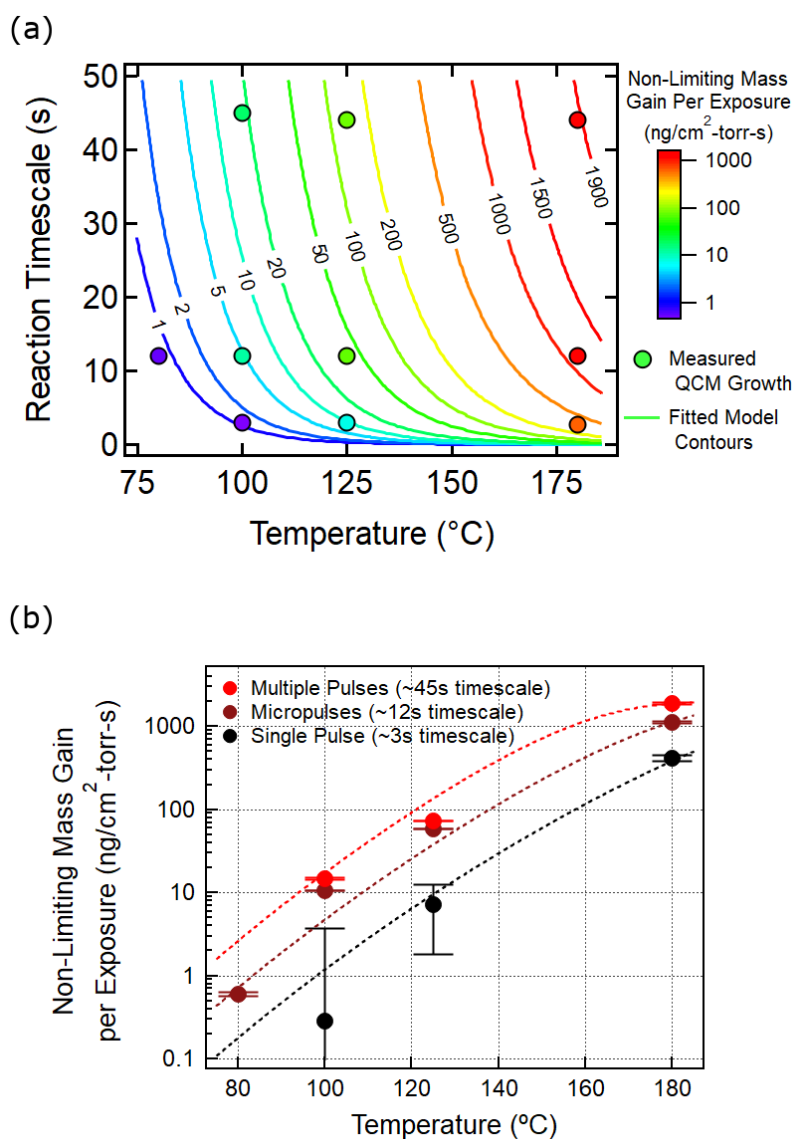 (a)
50
40
30
20
10
0
Reaction Timescale (s)
75
100
125
150
175
Temperature (°C)
1
2
5
10
20
50
100
200
500
1000
1500
1900
Non-Limiting Mass
Gain Per Exposure
(ng/cm²-torr-s)
1000
100
10
1
Measured
QCM Growth
Fitted Model
Contours
(b)
Non-Limiting Mass Gain
per Exposure (ng/cm²-torr-s)
1000
100
10
1
0.1
Multiple Pulses (~45s timescale)
Micropulses (~12s timescale)
Single Pulse (~3s timescale)
80
100
120
140
160
180
Temperature (ºC)